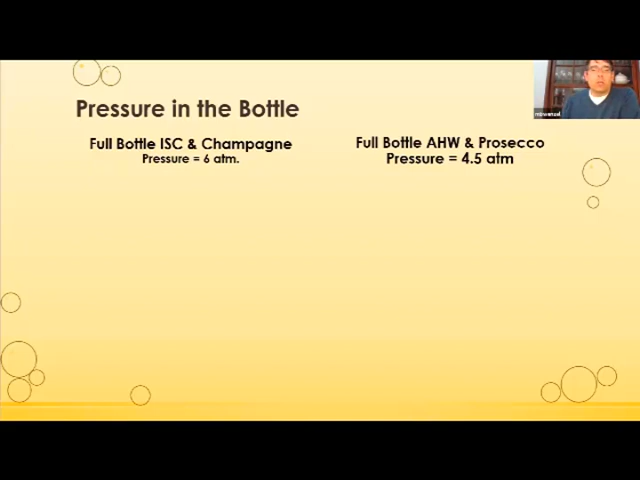 Pressure in the Bottle
Full Bottle ISC & Champagne
Pressure = 6 atm.
Full Bottle AHW & Prosecco
Pressure = 4.5 atm